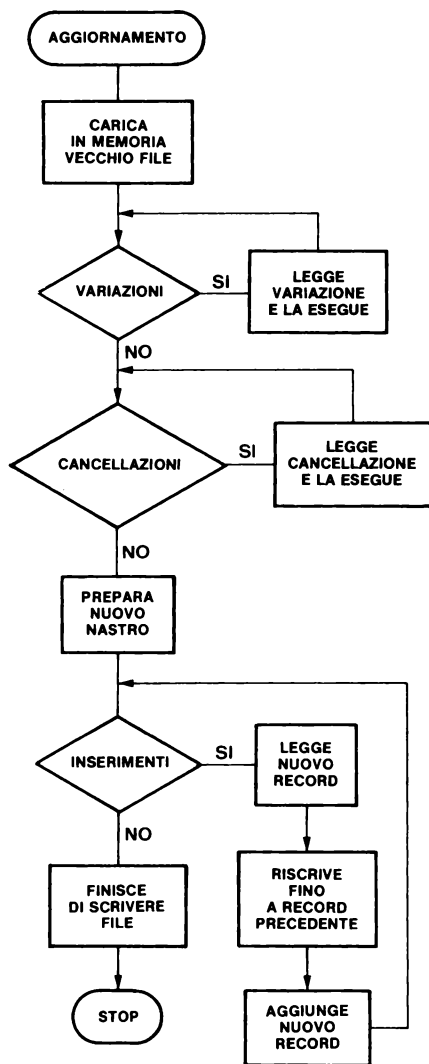 AGGIORNAMENTO
CARICA
IN MEMORIA
VECCHIO FILE
VARIAZIONI
SI
LEGGE
VARIAZIONE
E LA ESEGUE
NO
CANCELLAZIONI
SI
LEGGE
CANCELLAZIONE
E LA ESEGUE
NO
PREPARA
NUOVO
NASTRO
INSERIMENTI
SI
LEGGE
NUOVO
RECORD
NO
FINISCE
DI SCRIVERE
FILE
RISCRIVE
FINO
A RECORD
PRECEDENTE
STOP
AGGIUNGE
NUOVO
RECORD